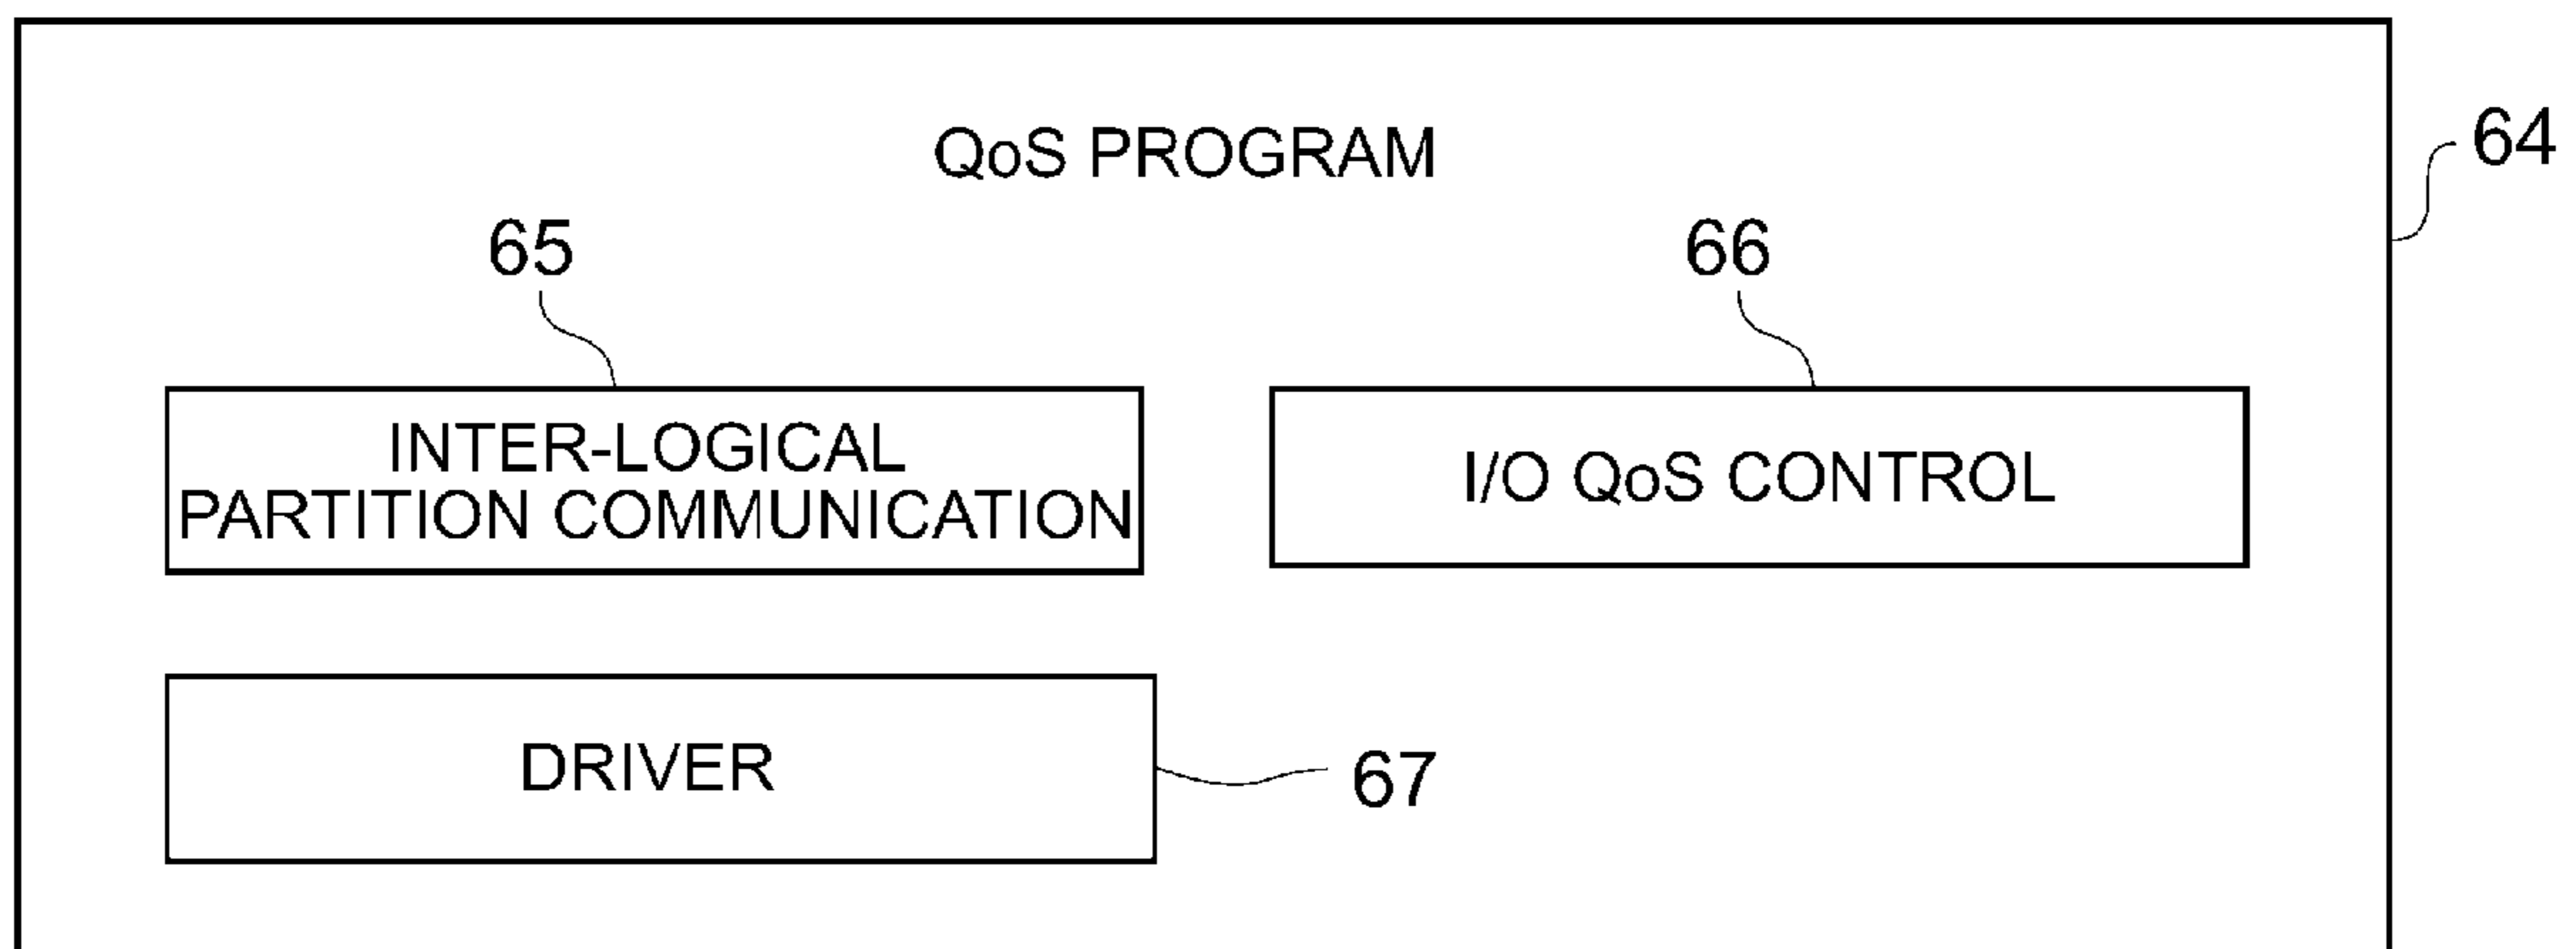 QoS PROGRAM
64
65
66
INTER-LOGICAL
PARTITION COMMUNICATION
I/O QoS CONTROL
DRIVER
67